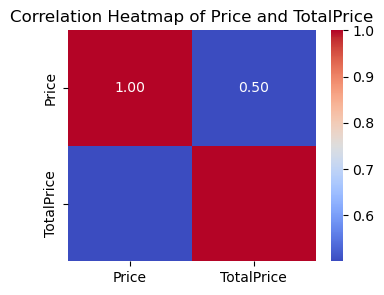 Correlation Heatmap of Price and TotalPrice
Price
1.00 0.50
TotalPrice
Price TotalPrice
1.0
0.9
0.8
0.7
0.6